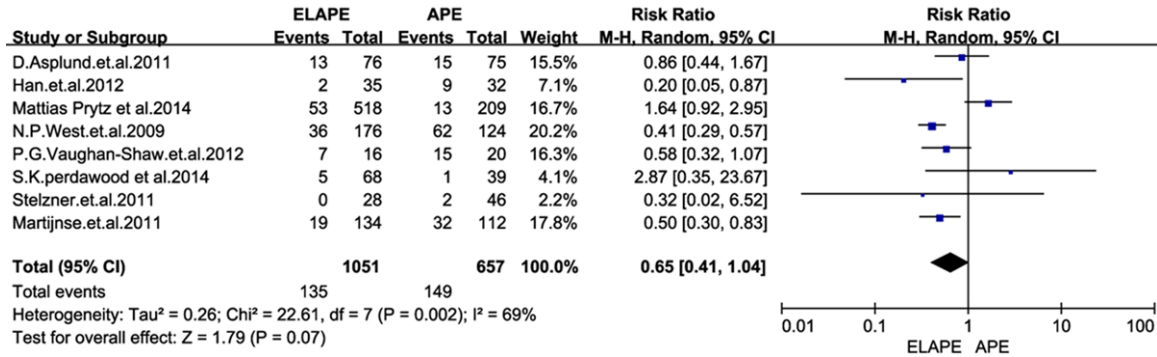 ELAPE APE Risk Ratio Risk Ratio
Study or Subgroup Events Total Events Total Weight M-H, Random, 95% CI M-H, Random, 95% CI
D.Asplund.et.al.2011 13 76 15 75 15.5% 0.86 [0.44, 1.67]
Han.et.al.2012 2 35 9 32 7.1% 0.20 [0.05, 0.87]
Mattias Prytz et al.2014 53 518 13 209 16.7% 1.64 [0.92, 2.95]
N.P.West.et.al.2009 36 176 62 124 20.2% 0.41 [0.29, 0.57]
P.G.Vaughan-Shaw.et.al.2012 7 16 15 20 16.3% 0.58 [0.32, 1.07]
S.K.perdawood et al.2014 5 68 1 39 4.1% 2.87 [0.35, 23.67]
Stelzner.et.al.2011 0 28 2 46 2.2% 0.32 [0.02, 6.52]
Martijnse.et.al.2011 19 134 32 112 17.8% 0.50 [0.30, 0.83]
Total (95% CI) 1051 657 100.0% 0.65 [0.41, 1.04]
Total events 135 149
Heterogeneity: Tau² = 0.26; Chi² = 22.61, df = 7 (P = 0.002); I² = 69%
Test for overall effect: Z = 1.79 (P = 0.07)
0.01 0.1 1 10 100
ELAPE APE